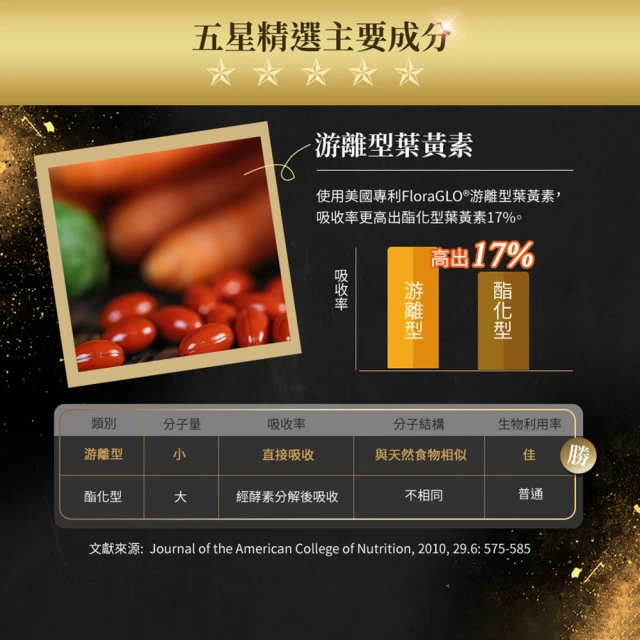 五星精選主要成分
游離型葉黃素
使用美國專利FloraGLO®游離型葉黃素，
吸收率更高出酯化型葉黃素17%。
高出17%
吸收率
游離型
酯化型
類別 分子量 吸收率 分子結構 生物利用率
游離型 小 直接吸收 與天然食物相似 佳 勝
酯化型 大 經酵素分解後吸收 不相同 普通
文獻來源: Journal of the American College of Nutrition, 2010, 29.6: 575-585